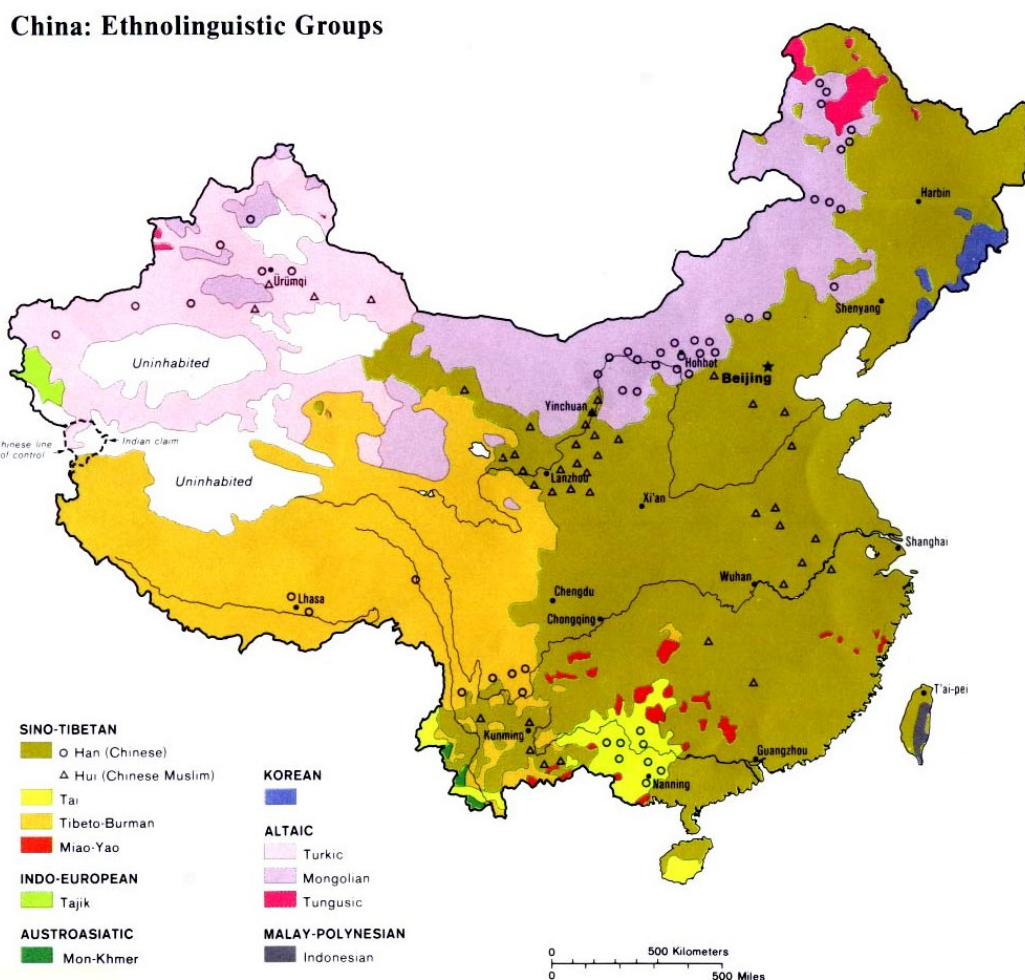 China: Ethnolinguistic Groups
Harbin
Ürümqi
Shenyang
Uninhabited
Hohhot
Beijing
Yinchuan
Chinese line
of control
Indian claim
Uninhabited
Lanzhou
Xi'an
Shanghai
Wuhan
Lhasa
Chengdu
Chongqing
T'ai-pei
Kunming
Guangzhou
Nanning
SINO-TIBETAN
Han (Chinese)
Hui (Chinese Muslim)
Tai
Tibeto-Burman
Miao-Yao
INDO-EUROPEAN
Tajik
AUSTROASIATIC
Mon-Khmer
KOREAN
ALTAIC
Turkic
Mongolian
Tungusic
MALAY-POLYNESIAN
Indonesian
0 500 Kilometers
0 500 Miles